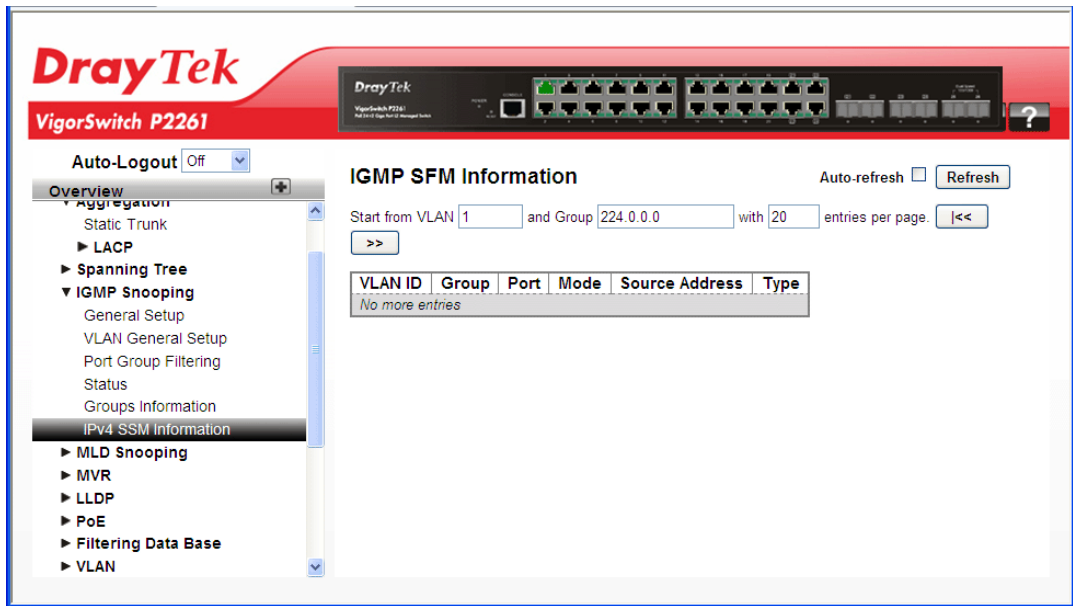 DrayTek
VigorSwitch P2261
DrayTek
VigorSwitch P2261
CONSOLE
POWER
?
Auto-Logout Off
Overview
Aggregation
Static Trunk
LACP
Spanning Tree
IGMP Snooping
General Setup
VLAN General Setup
Port Group Filtering
Status
Groups Information
IPv4 SSM Information
MLD Snooping
MVR
LLDP
PoE
Filtering Data Base
VLAN
IGMP SFM Information
Auto-refresh Refresh
Start from VLAN 1 and Group 224.0.0.0 with 20 entries per page. |<<
>>
VLAN ID Group Port Mode Source Address Type
No more entries